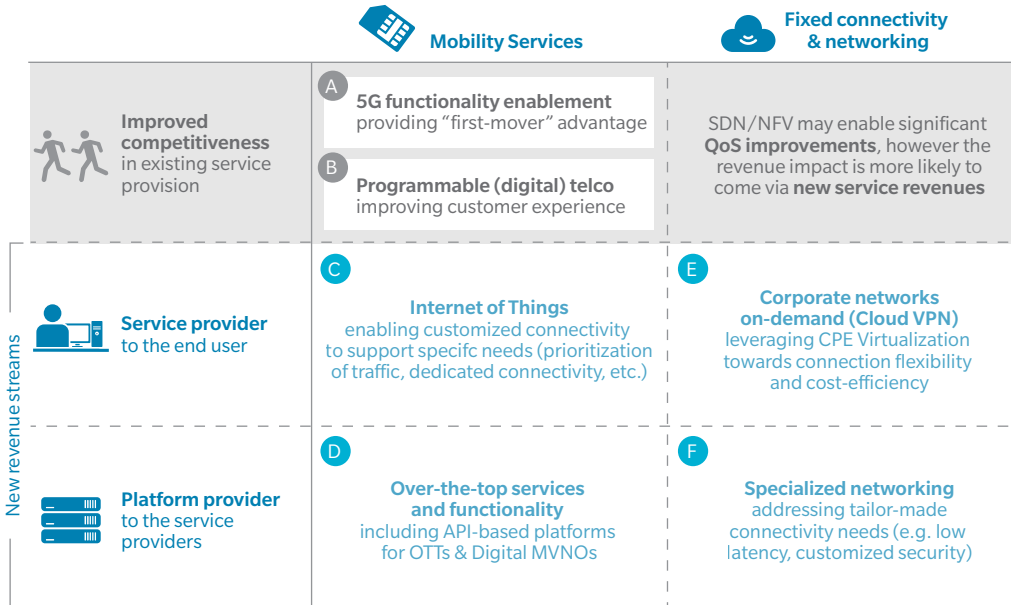 Mobility Services
Fixed connectivity
& networking
Improved
competitiveness
in existing service
provision
A
5G functionality enablement
providing “first-mover” advantage
B
Programmable (digital) telco
improving customer experience
SDN/NFV may enable significant
QoS improvements, however the
revenue impact is more likely to
come via new service revenues
New revenue streams
Service provider
to the end user
C
Internet of Things
enabling customized connectivity
to support specifc needs (prioritization
of traffic, dedicated connectivity, etc.)
E
Corporate networks
on-demand (Cloud VPN)
leveraging CPE Virtualization
towards connection flexibility
and cost-efficiency
Platform provider
to the service
providers
D
Over-the-top services
and functionality
including API-based platforms
for OTTs & Digital MVNOs
F
Specialized networking
addressing tailor-made
connectivity needs (e.g. low
latency, customized security)